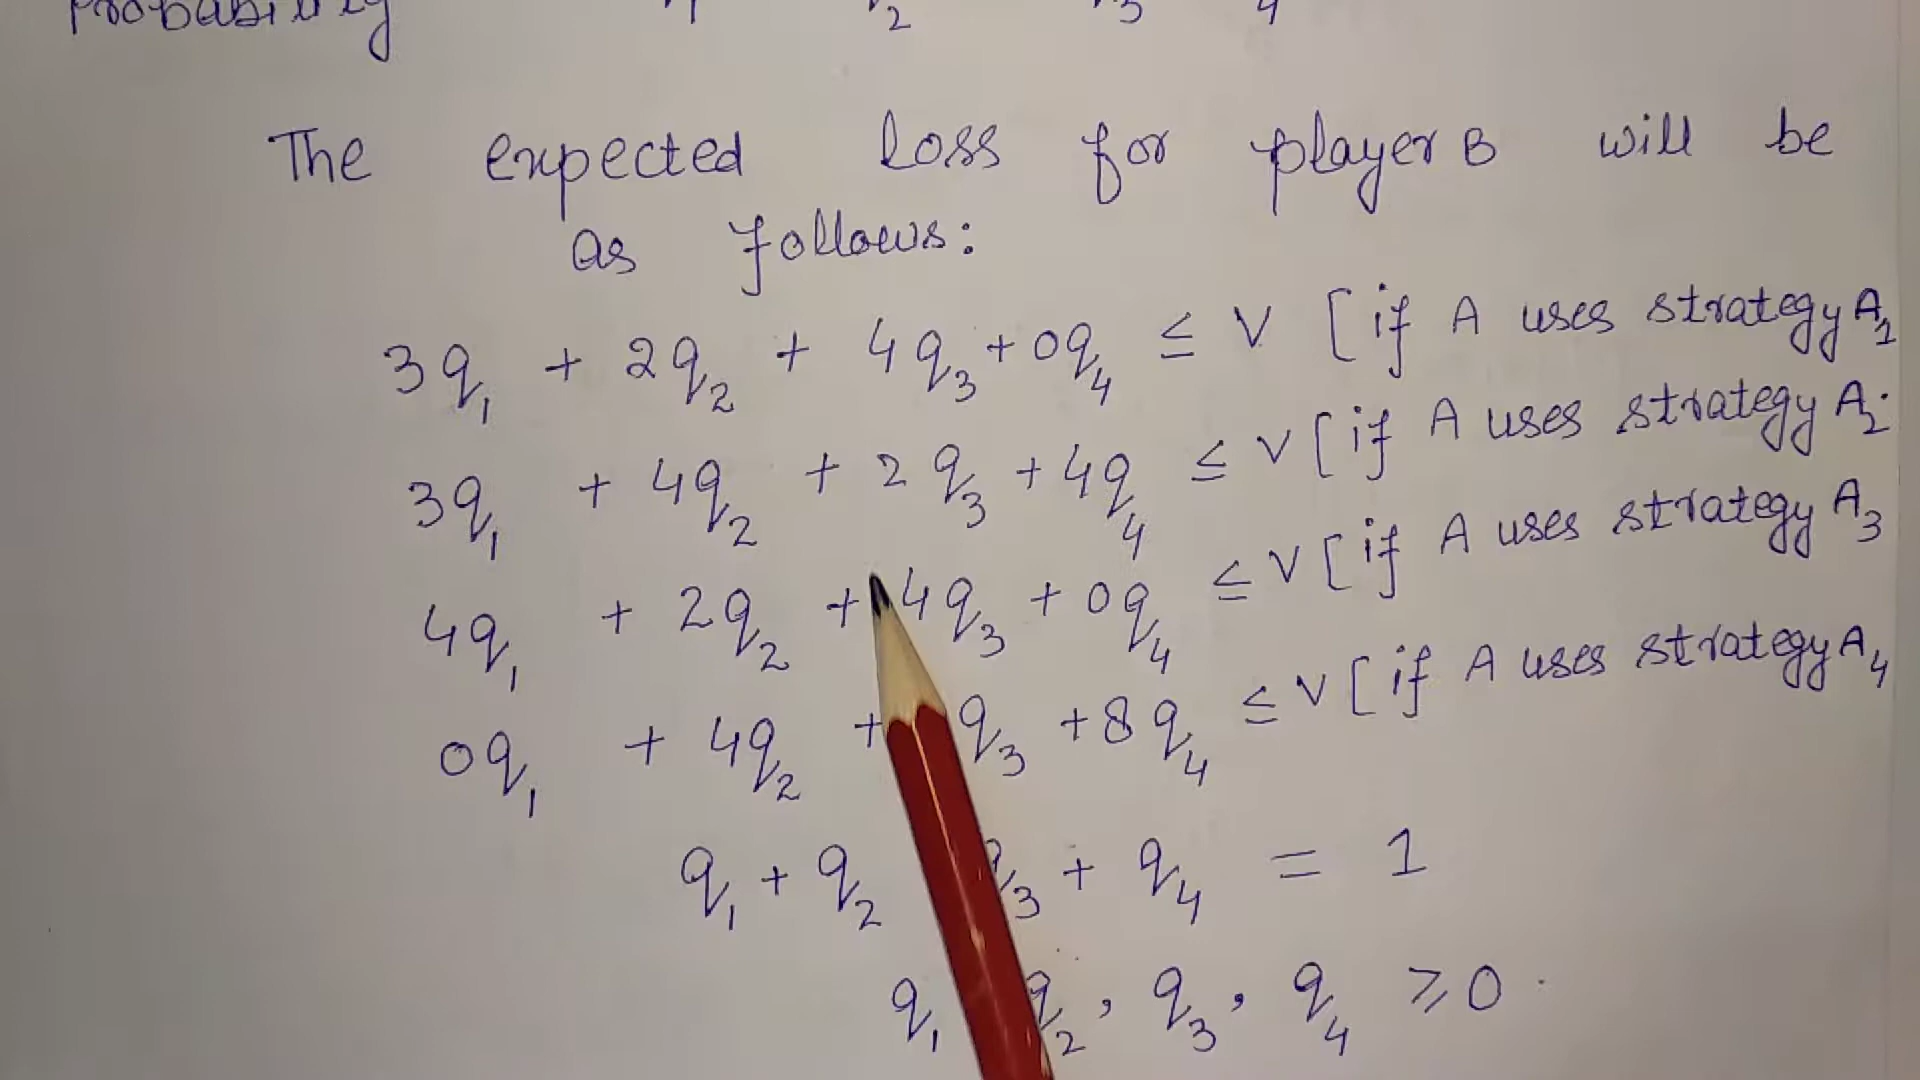 Probability
The expected loss for player B will be
as follows:
3q₁ + 2q₂ + 4q₃ + 0q₄ ≤ V [if A uses strategy A₁
3q₁ + 4q₂ + 2q₃ + 4q₄ ≤ V [if A uses strategy A₂.
4q₁ + 2q₂ + 4q₃ + 0q₄ ≤ V [if A uses strategy A₃
0q₁ + 4q₂ + q₃ + 8q₄ ≤ V [if A uses strategy A₄
q₁ + q₂ q₃ + q₄ = 1
q₁ q₂, q₃, q₄ ≥ 0.